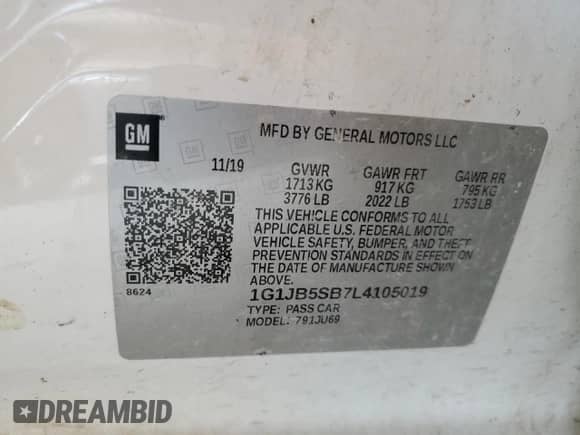 GM
MFD BY GENERAL MOTORS LLC
11/19 GVWR GAWR FRT GAWR RR
1713 KG 917 KG 795 KG
3776 LB 2022 LB 1753 LB
THIS VEHICLE CONFORMS TO ALL
APPLICABLE U.S. FEDERAL MOTOR
VEHICLE SAFETY, BUMPER, AND THEFT
PREVENTION STANDARDS IN EFFECT ON
THE DATE OF MANUFACTURE SHOWN
ABOVE.
8624
1G1JB5SB7L4105019
TYPE: PASS CAR
MODEL: 791JU69
DREAMBID